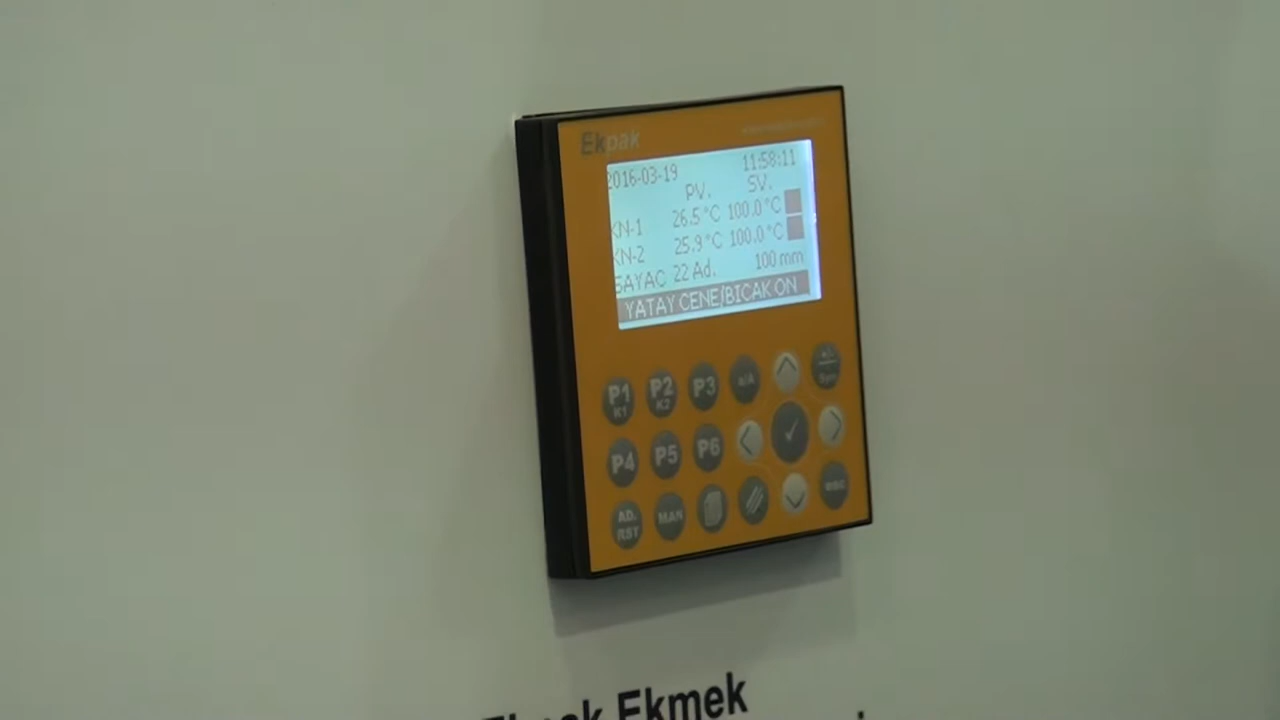 Ekpak
2016-03-19 11:58:11
PV. SV.
KN-1 26.5 °C 100.0 °C
KN-2 25.9 °C 100.0 °C
SAYAC 22 Ad. 100 mm
YATAY CENE/BICAK ON
P1 P2 P3 a/A
K1 K2
P4 P5 P6
AD. RST MAN esc
Ekpak Ekmek